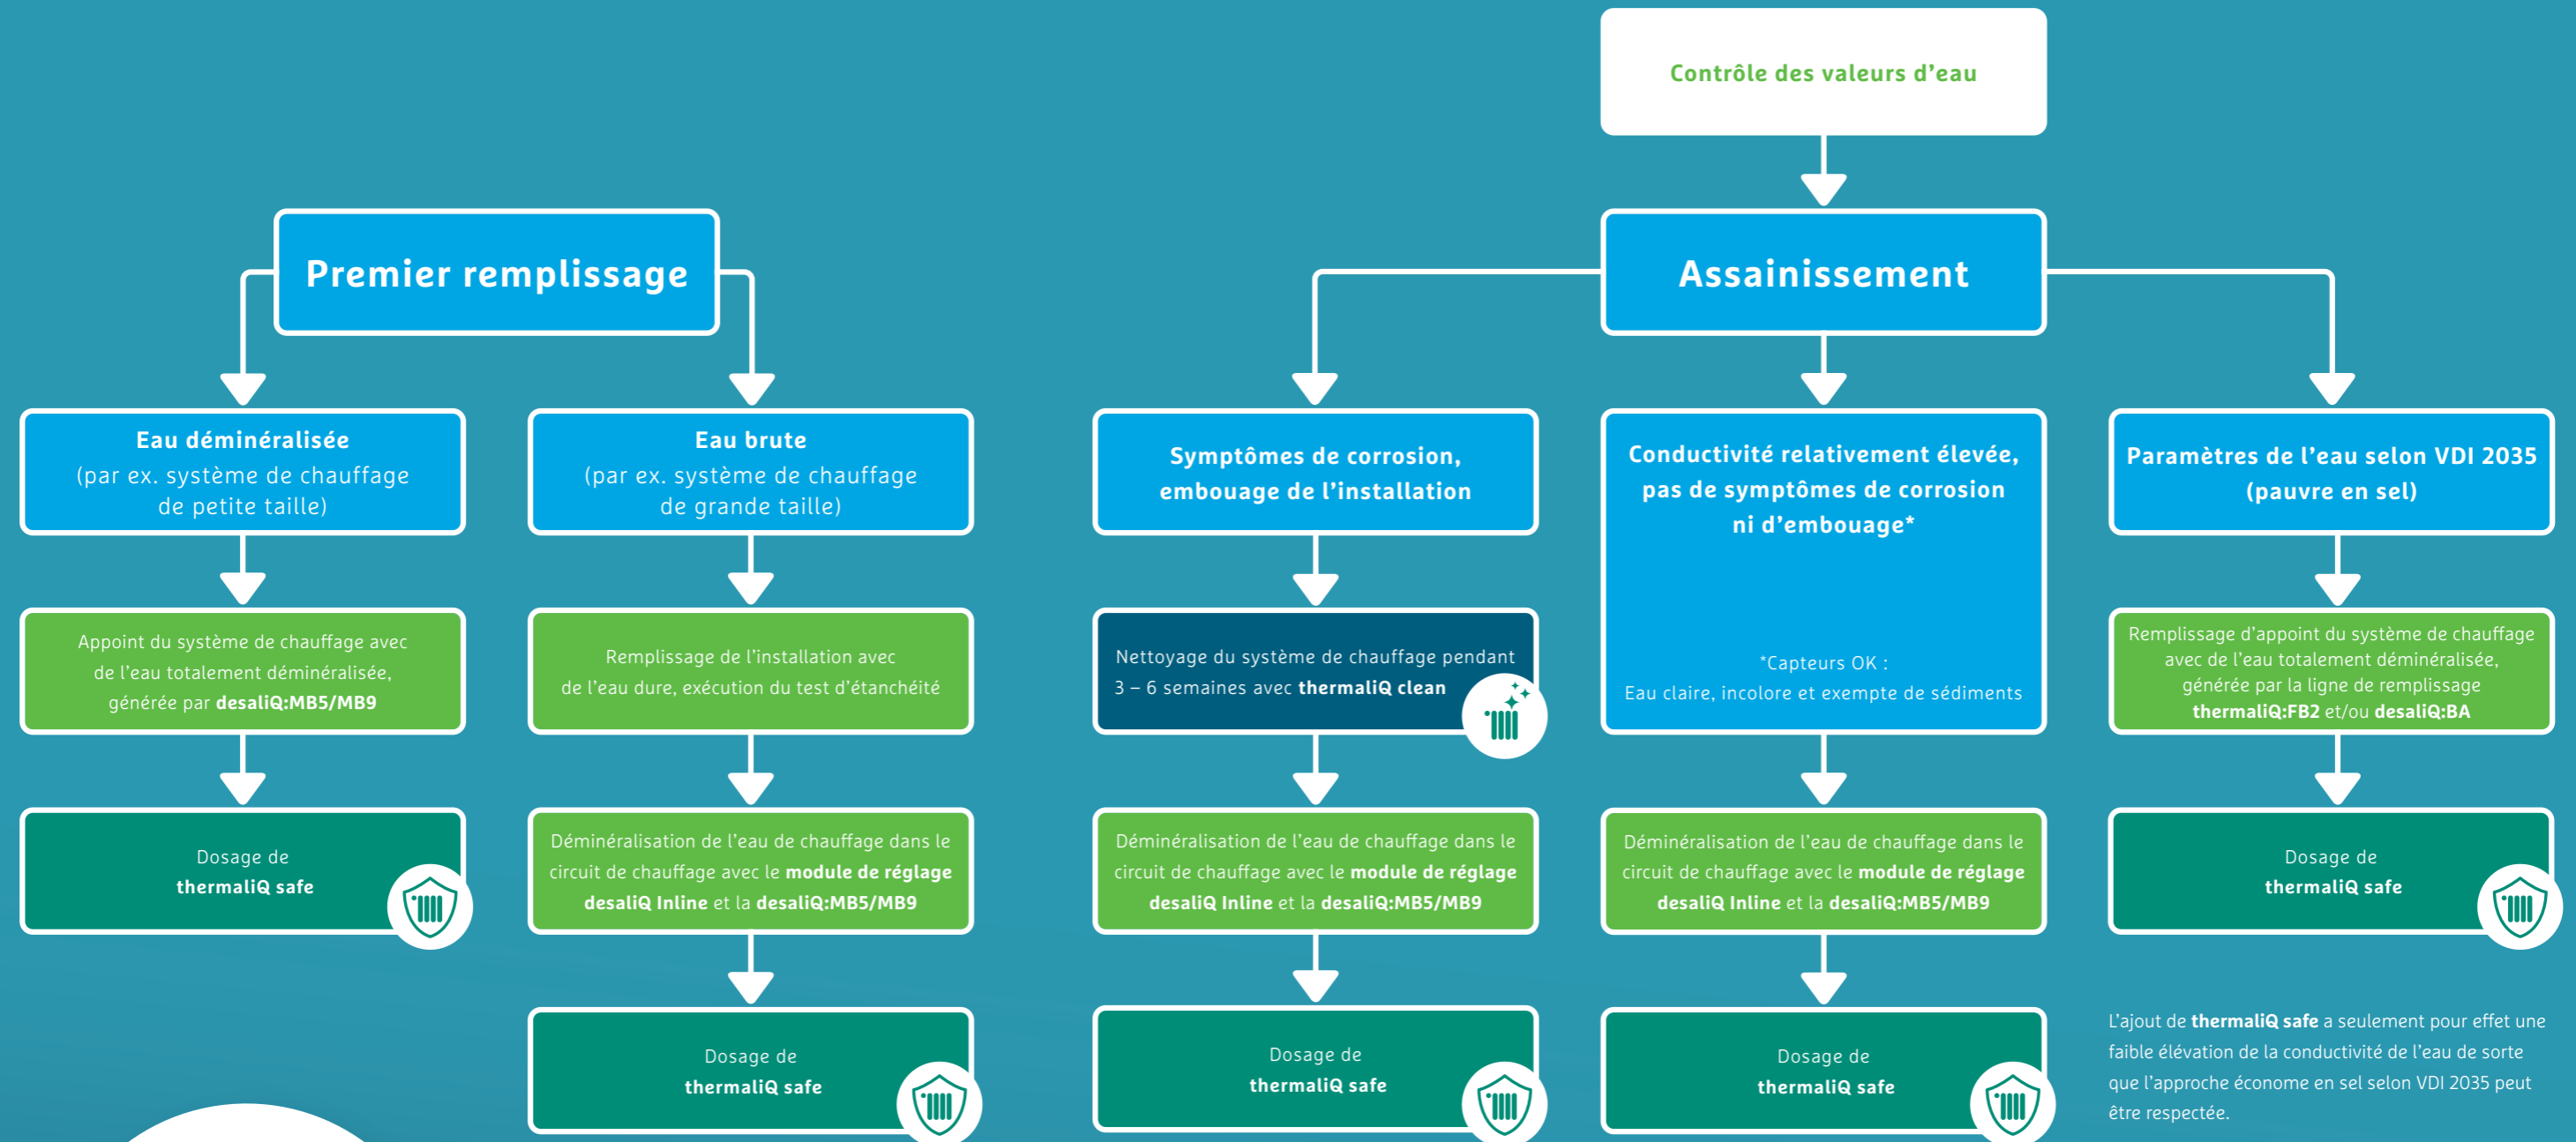 Contrôle des valeurs d’eau
Premier remplissage
Assainissement
Eau déminéralisée
(par ex. système de chauffage
de petite taille)
Eau brute
(par ex. système de chauffage
de grande taille)
Symptômes de corrosion,
embouage de l’installation
Conductivité relativement élevée,
pas de symptômes de corrosion
ni d’embouage*
*Capteurs OK :
Eau claire, incolore et exempte de sédiments
Paramètres de l’eau selon VDI 2035
(pauvre en sel)
Appoint du système de chauffage avec
de l’eau totalement déminéralisée,
générée par desaliQ:MB5/MB9
Remplissage de l’installation avec
de l’eau dure, exécution du test d’étanchéité
Nettoyage du système de chauffage pendant
3 – 6 semaines avec thermaliQ clean
Remplissage d’appoint du système de chauffage
avec de l’eau totalement déminéralisée,
générée par la ligne de remplissage
thermaliQ:FB2 et/ou desaliQ:BA
Dosage de
thermaliQ safe
Déminéralisation de l’eau de chauffage dans le
circuit de chauffage avec le module de réglage
desaliQ Inline et la desaliQ:MB5/MB9
Déminéralisation de l’eau de chauffage dans le
circuit de chauffage avec le module de réglage
desaliQ Inline et la desaliQ:MB5/MB9
Déminéralisation de l’eau de chauffage dans le
circuit de chauffage avec le module de réglage
desaliQ Inline et la desaliQ:MB5/MB9
Dosage de
thermaliQ safe
Dosage de
thermaliQ safe
Dosage de
thermaliQ safe
Dosage de
thermaliQ safe
L’ajout de thermaliQ safe a seulement pour effet une
faible élévation de la conductivité de l’eau de sorte
que l’approche économe en sel selon VDI 2035 peut
être respectée.